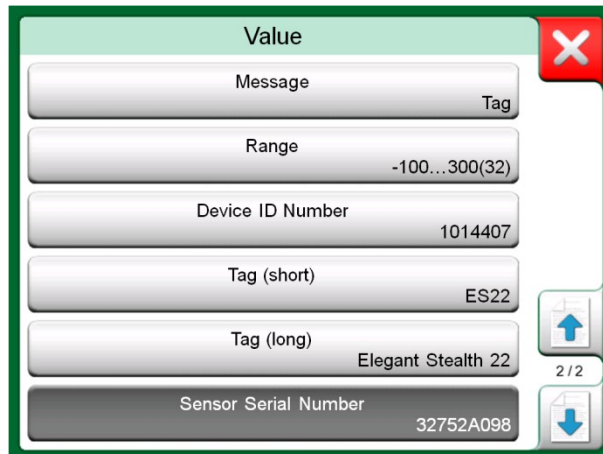 Value
Message
Tag
Range
-100...300(32)
Device ID Number
1014407
Tag (short)
ES22
Tag (long)
Elegant Stealth 22
2/2
Sensor Serial Number
32752A098